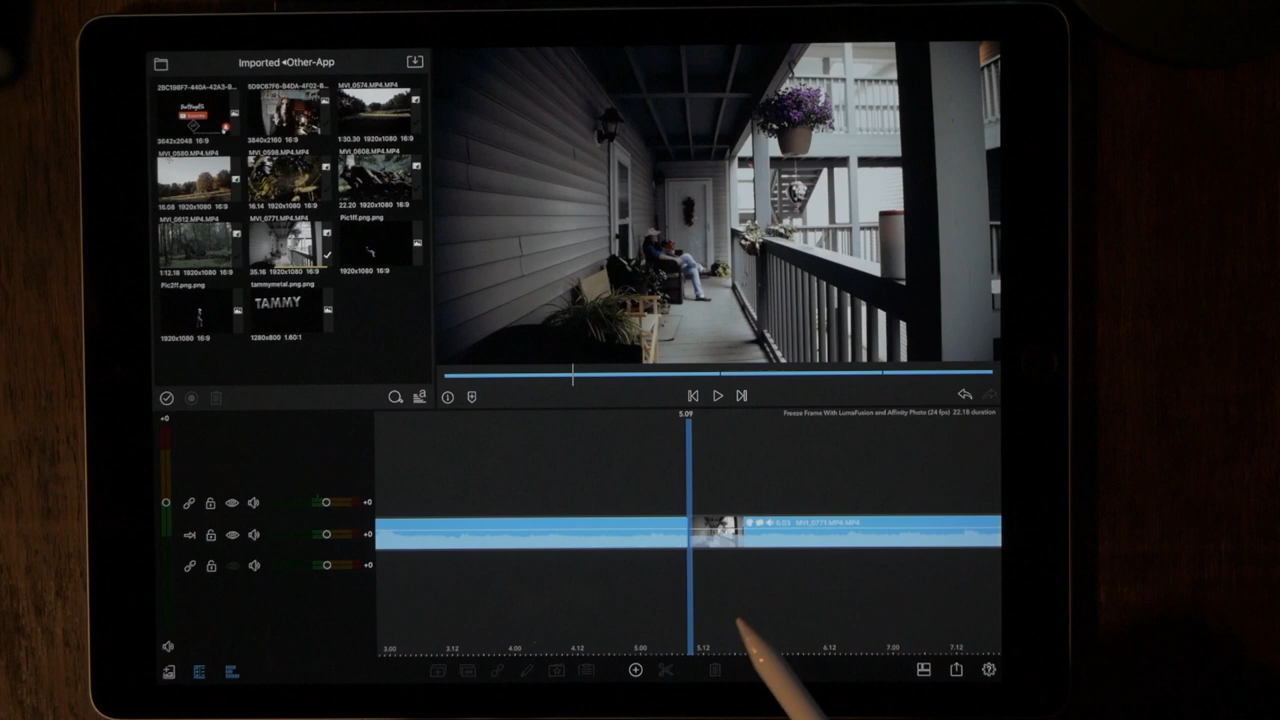 Imported ◂Other-App
2BC198F7-440A-42A3-B...
6D9C67F6-84DA-4F02-B...
MVI_0574.MP4.MP4
3642x2048 16:9
3840x2160 16:9
1:30.30 1920x1080 16:9
MVI_0580.MP4.MP4
MVI_0598.MP4.MP4
MVI_0608.MP4.MP4
16.08 1920x1080 16:9
16.14 1920x1080 16:9
22.20 1920x1080 16:9
MVI_0612.MP4.MP4
MVI_0771.MP4.MP4
Pic1ff.png.png
1:12.18 1920x1080 16:9
35.16 1920x1080 16:9
1920x1080 16:9
Pic2ff.png.png
tammymetal.png.png
TAMMY
1920x1080 16:9
1280x800 1.60:1
+0
5.09
Freeze Frame With LumaFusion and Affinity Photo (24 fps) 22.18 duration
+0
6.03 MVI_0771.MP4.MP4
+0
+0
3.00 3.12 4.00 4.12 5.00 5.12 6.12 7.00 7.12